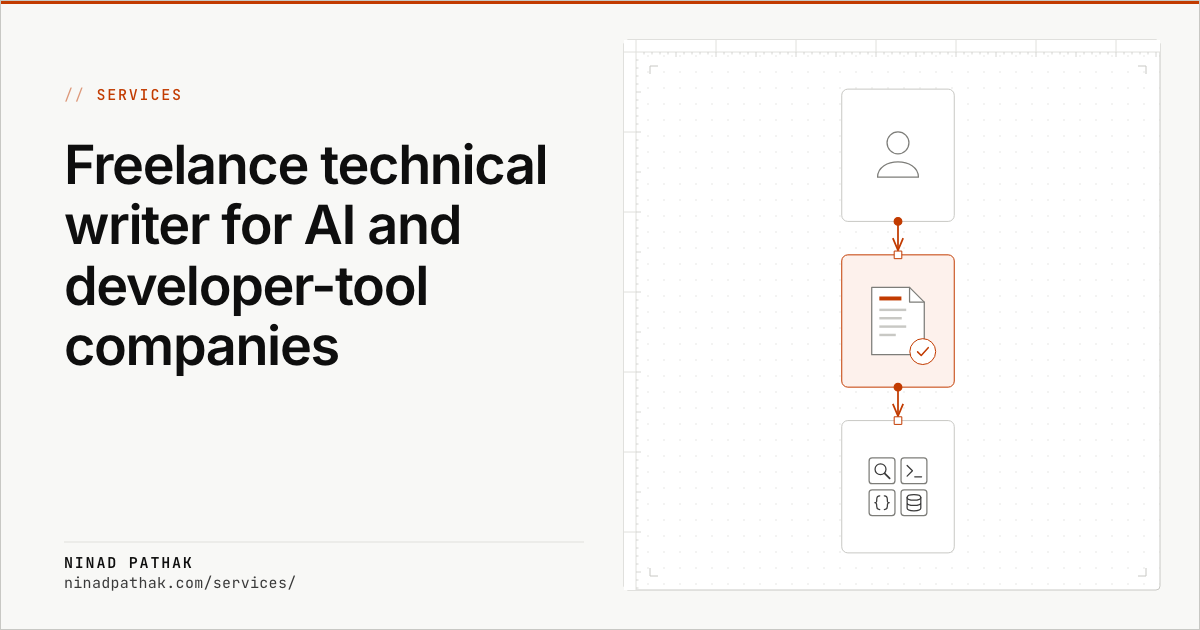 // SERVICES
Freelance technical
writer for AI and
developer-tool
companies
NINAD PATHAK
ninadpathak.com/services/